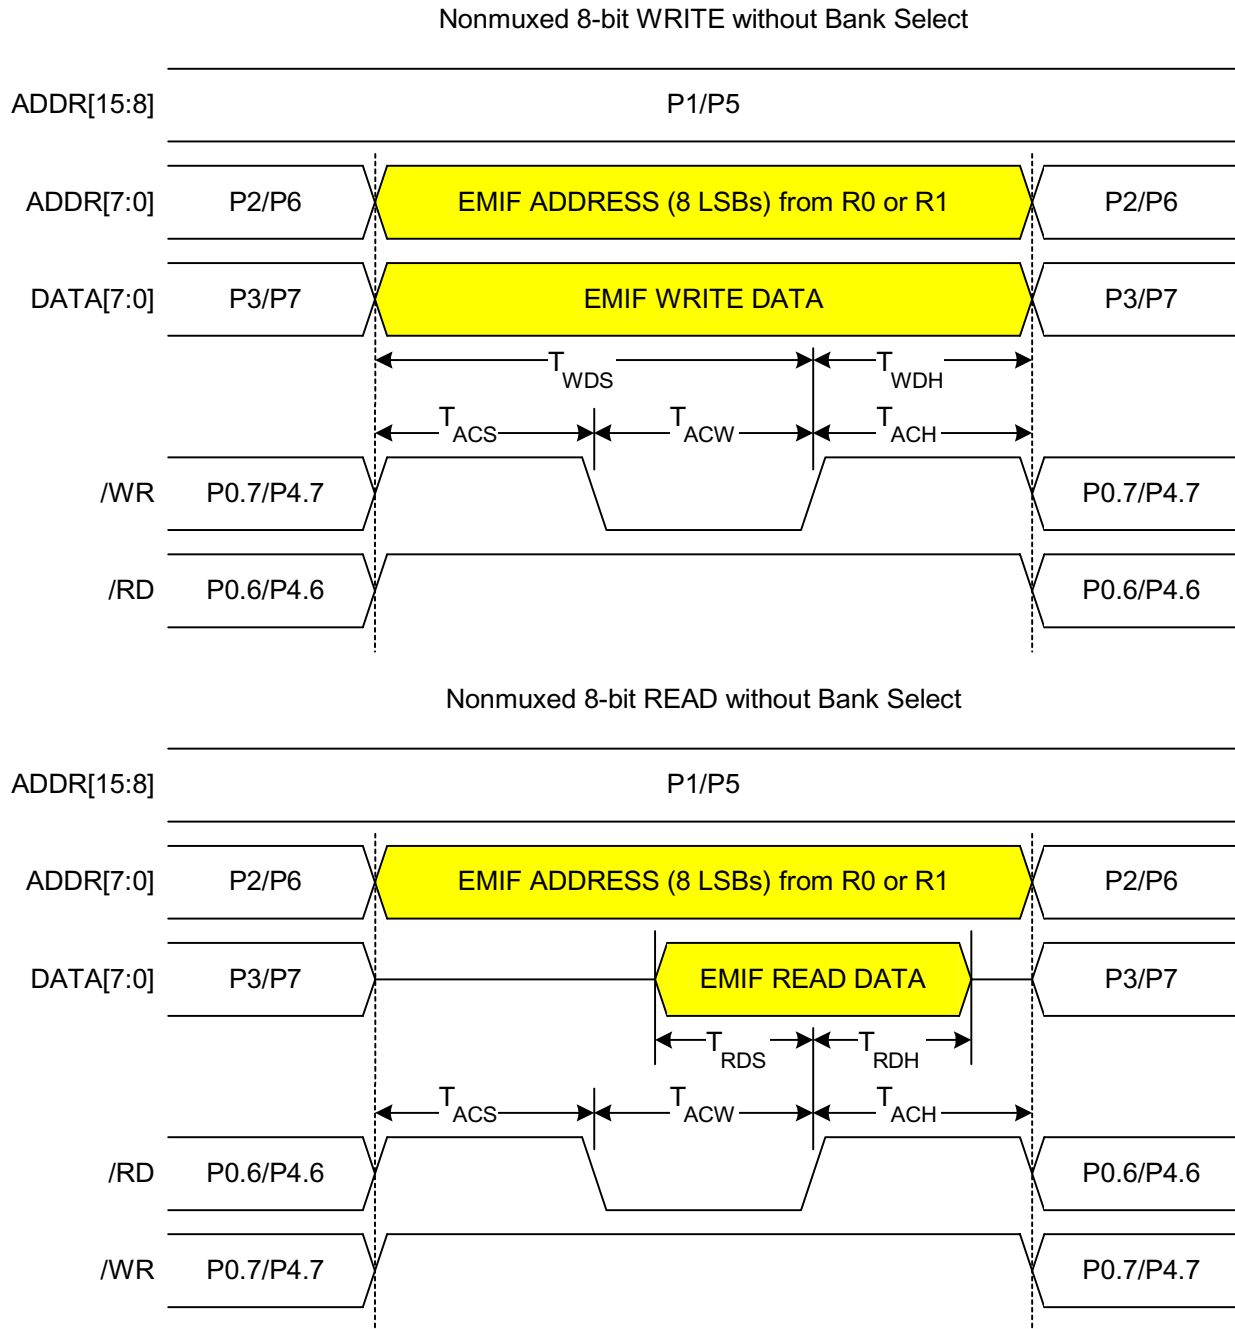 Nonmuxed 8-bit WRITE without Bank Select
ADDR[15:8] P1/P5
ADDR[7:0] P2/P6 EMIF ADDRESS (8 LSBs) from R0 or R1 P2/P6
DATA[7:0] P3/P7 EMIF WRITE DATA P3/P7
TWDS TWDH
TACS TACW TACH
/WR P0.7/P4.7 P0.7/P4.7
/RD P0.6/P4.6 P0.6/P4.6
Nonmuxed 8-bit READ without Bank Select
ADDR[15:8] P1/P5
ADDR[7:0] P2/P6 EMIF ADDRESS (8 LSBs) from R0 or R1 P2/P6
DATA[7:0] P3/P7 EMIF READ DATA P3/P7
TRDS TRDH
TACS TACW TACH
/RD P0.6/P4.6 P0.6/P4.6
/WR P0.7/P4.7 P0.7/P4.7